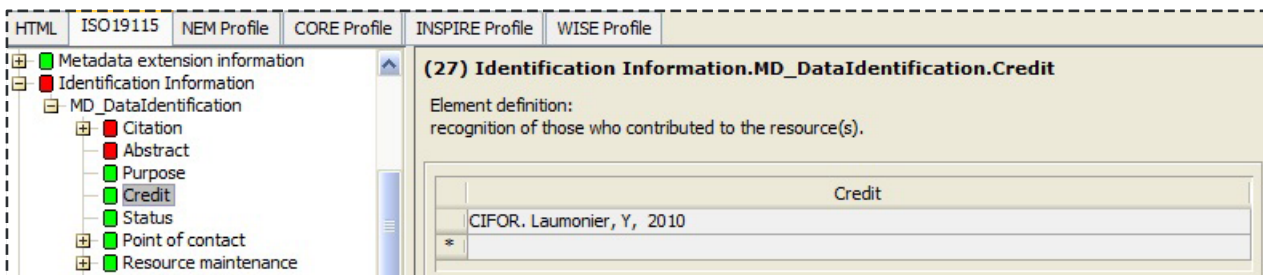 HTML ISO19115 NEM Profile CORE Profile INSPIRE Profile WISE Profile
Metadata extension information
Identification Information
MD_DataIdentification
Citation
Abstract
Purpose
Credit
Status
Point of contact
Resource maintenance
(27) Identification Information.MD_DataIdentification.Credit
Element definition:
recognition of those who contributed to the resource(s).
Credit
CIFOR. Laumonier, Y, 2010
*